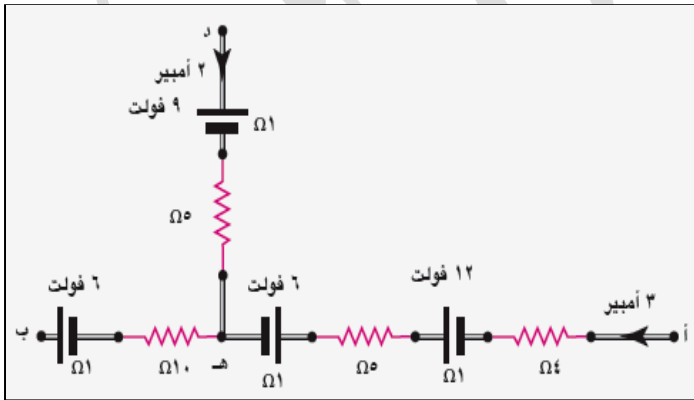 د
٢ أمبير
٩ فولت
Ω١
Ω٥
٦ فولت
٦ فولت
١٢ فولت
٣ أمبير
أ
ب
Ω١
Ω١٠
هـ
Ω١
Ω٥
Ω١
Ω٤